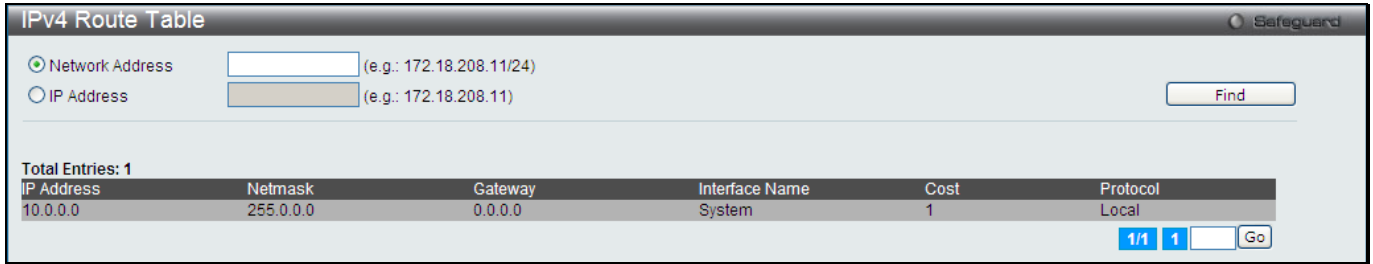 IPv4 Route Table Safeguard
Network Address (e.g.: 172.18.208.11/24)
IP Address (e.g.: 172.18.208.11) Find
Total Entries: 1
IP Address Netmask Gateway Interface Name Cost Protocol
10.0.0.0 255.0.0.0 0.0.0.0 System 1 Local
1/1 1 Go